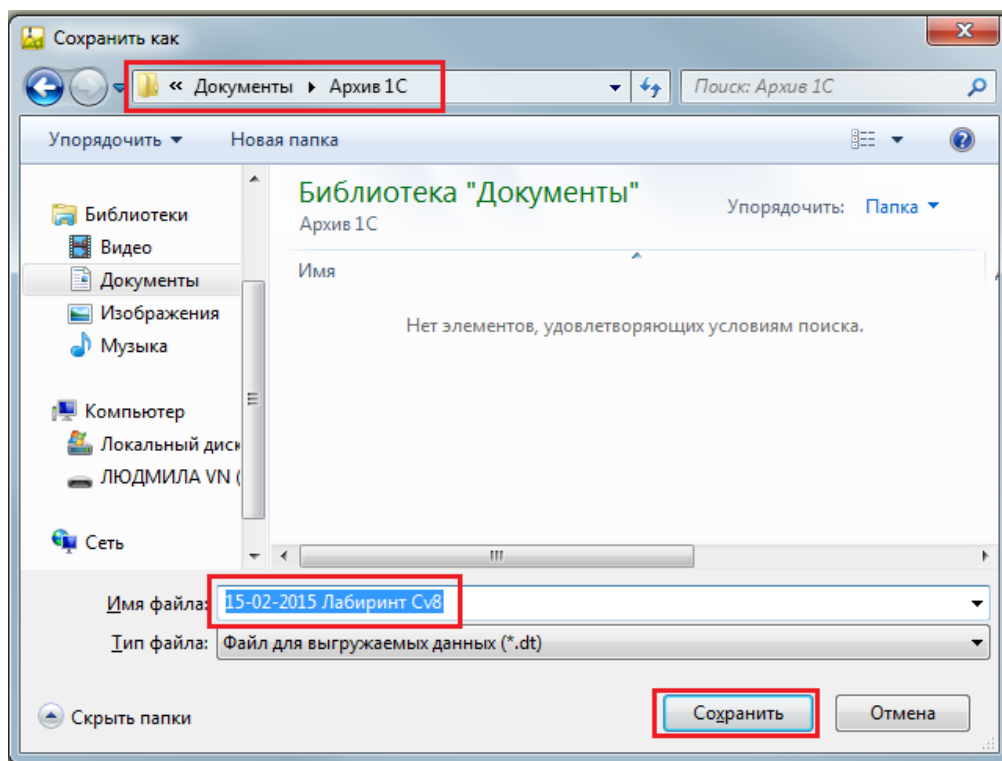 Сохранить как
« Документы ▸ Архив 1С
Поиск: Архив 1С
Упорядочить Новая папка
Библиотеки
Видео
Документы
Изображения
Музыка
Компьютер
Локальный диск
ЛЮДМИЛА VN (
Сеть
Библиотека "Документы"
Архив 1С
Упорядочить: Папка
Имя
Нет элементов, удовлетворяющих условиям поиска.
Имя файла: 15-02-2015 Лабиринт Cv8
Тип файла: Файл для выгружаемых данных (*.dt)
Скрыть папки
Сохранить Отмена